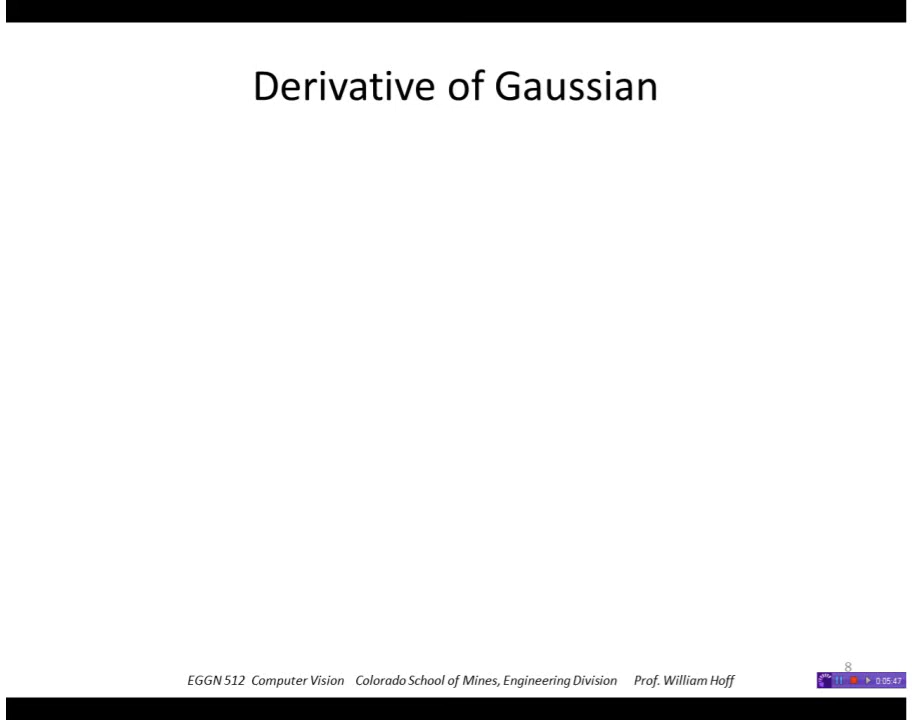 Derivative of Gaussian
8
EGGN 512 Computer Vision Colorado School of Mines, Engineering Division Prof. William Hoff
0:05:47